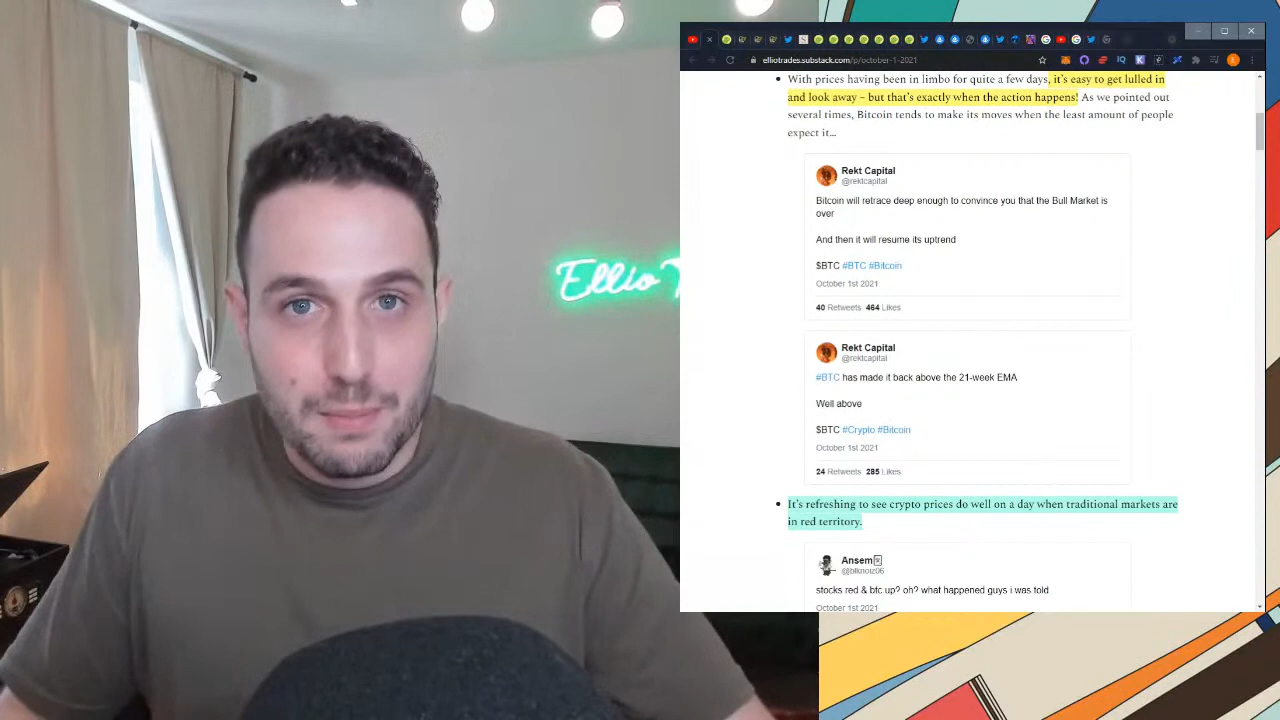 Ellio T
elliotrades.substack.com/p/october-1-2021
With prices having been in limbo for quite a few days, it's easy to get lulled in
and look away – but that's exactly when the action happens! As we pointed out
several times, Bitcoin tends to make its moves when the least amount of people
expect it...
Rekt Capital
@rektcapital
Bitcoin will retrace deep enough to convince you that the Bull Market is
over
And then it will resume its uptrend
$BTC #BTC #Bitcoin
October 1st 2021
40 Retweets 464 Likes
Rekt Capital
@rektcapital
#BTC has made it back above the 21-week EMA
Well above
$BTC #Crypto #Bitcoin
October 1st 2021
24 Retweets 285 Likes
It's refreshing to see crypto prices do well on a day when traditional markets are
in red territory.
Ansem
@blknoiz06
stocks red & btc up? oh? what happened guys i was told
October 1st 2021